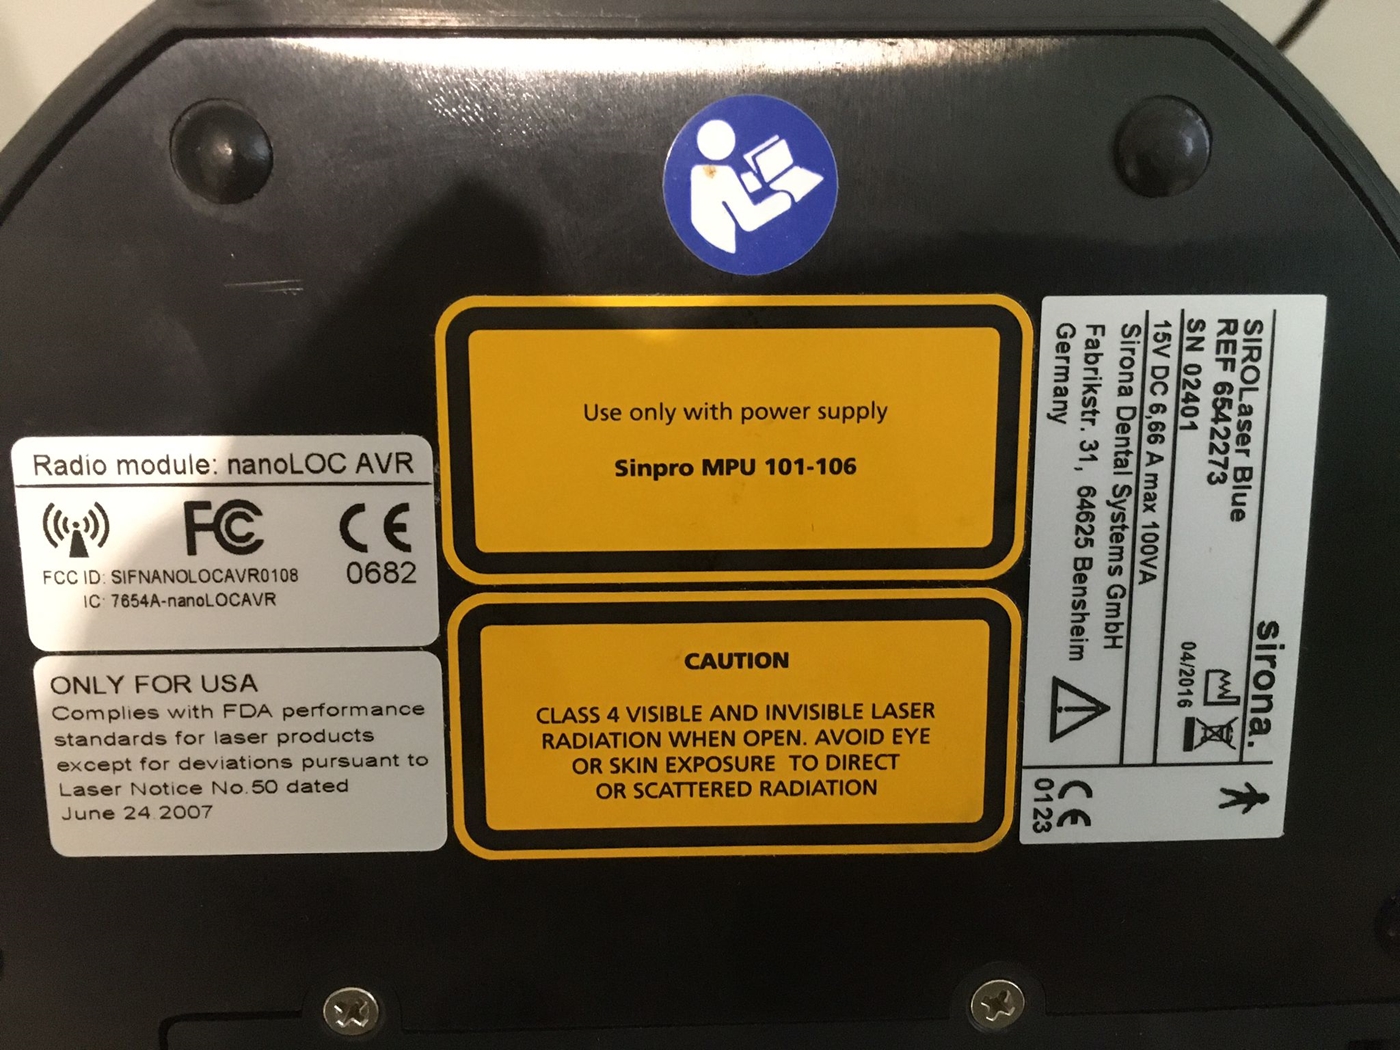 Use only with power supply
Sinpro MPU 101-106
Radio module: nanoLOC AVR
FC
CE
0682
FCC ID: SIFNANOLOCAVR0108
IC: 7654A-nanoLOCAVR
ONLY FOR USA
Complies with FDA performance
standards for laser products
except for deviations pursuant to
Laser Notice No.50 dated
June 24.2007
CAUTION
CLASS 4 VISIBLE AND INVISIBLE LASER
RADIATION WHEN OPEN. AVOID EYE
OR SKIN EXPOSURE TO DIRECT
OR SCATTERED RADIATION
sirona.
SIROLaser Blue
REF 6542273
SN 02401
04/2016
15V DC 6,66 A max 100VA
Sirona Dental Systems GmbH
Fabrikstr. 31, 64625 Bensheim
Germany
CE
0123